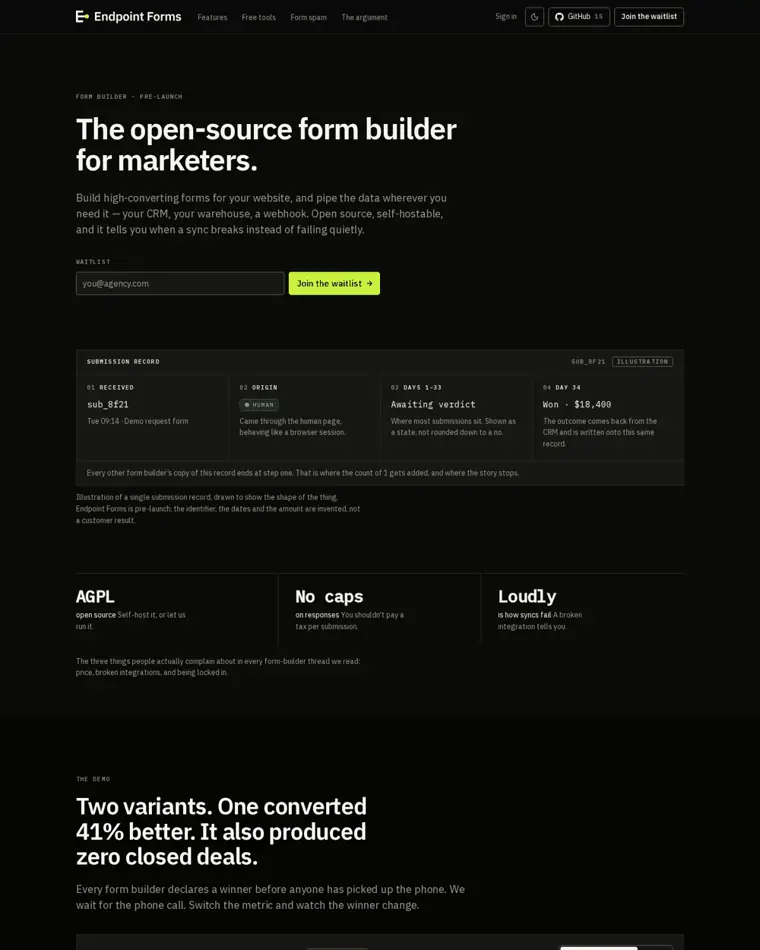 Endpoint Forms
Features
Free tools
Form spam
The argument
Sign in
GitHub 15
Join the waitlist
FORM BUILDER · PRE-LAUNCH
The open-source form builder
for marketers.
Build high-converting forms for your website, and pipe the data wherever you
need it — your CRM, your warehouse, a webhook. Open source, self-hostable,
and it tells you when a sync breaks instead of failing quietly.
WAITLIST
you@agency.com
Join the waitlist →
SUBMISSION RECORD
SUB_8F21 ILLUSTRATION
01 RECEIVED
sub_8f21
Tue 09:14 · Demo request form
02 ORIGIN
HUMAN
Came through the human page,
behaving like a browser session.
03 DAYS 1–33
Awaiting verdict
Where most submissions sit. Shown as
a state, not rounded down to a no.
04 DAY 34
Won · $18,400
The outcome comes back from the
CRM and is written onto this same
record.
Every other form builder's copy of this record ends at step one. That is where the count of 1 gets added, and where the story stops.
Illustration of a single submission record, drawn to show the shape of the thing.
Endpoint Forms is pre-launch: the identifier, the dates and the amount are invented, not
a customer result.
AGPL
open source Self-host it, or let us
run it.
No caps
on responses You shouldn't pay a
tax per submission.
Loudly
is how syncs fail A broken
integration tells you.
The three things people actually complain about in every form-builder thread we read:
price, broken integrations, and being locked in.
THE DEMO
Two variants. One converted
41% better. It also produced
zero closed deals.
Every form builder declares a winner before anyone has picked up the phone. We
wait for the phone call. Switch the metric and watch the winner change.